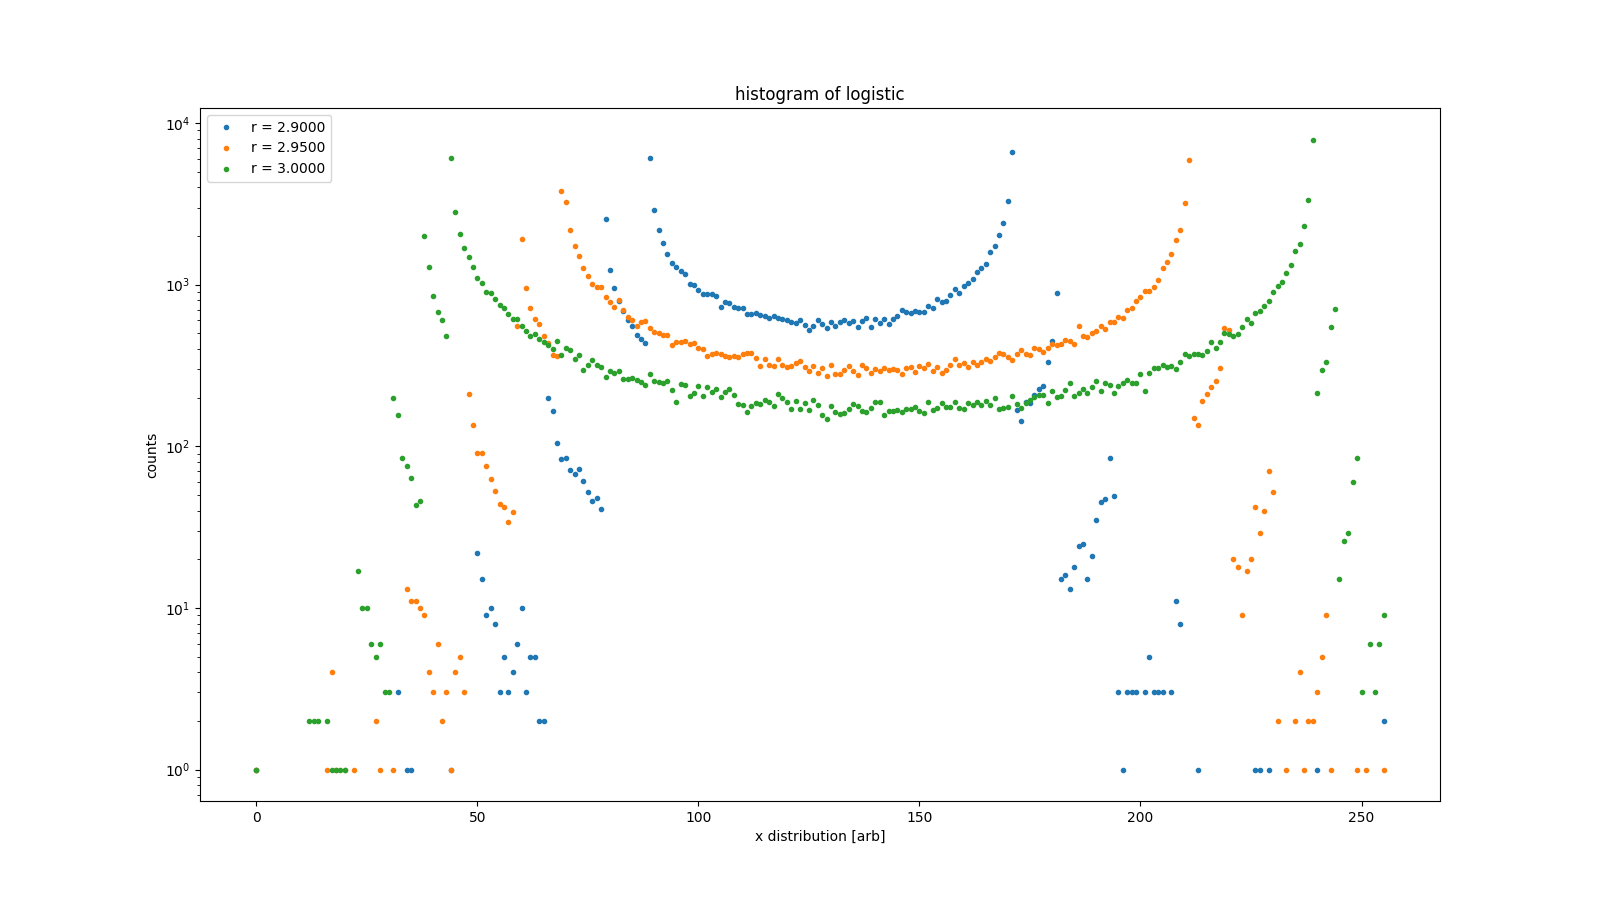 histogram of logistic
r = 2.9000
r = 2.9500
r = 3.0000
counts
10^4
10^3
10^2
10^1
10^0
0 50 100 150 200 250
x distribution [arb]